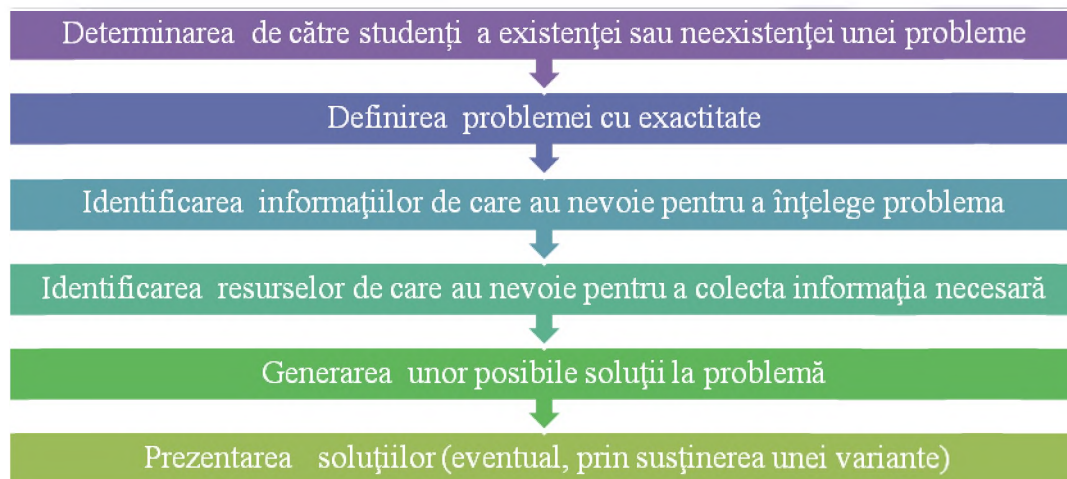 Determinarea de către studenți a existenţei sau neexistenţei unei probleme
Definirea problemei cu exactitate
Identificarea informaţiilor de care au nevoie pentru a înţelege problema
Identificarea resurselor de care au nevoie pentru a colecta informaţia necesară
Generarea unor posibile soluţii la problemă
Prezentarea soluţiilor (eventual, prin susţinerea unei variante)